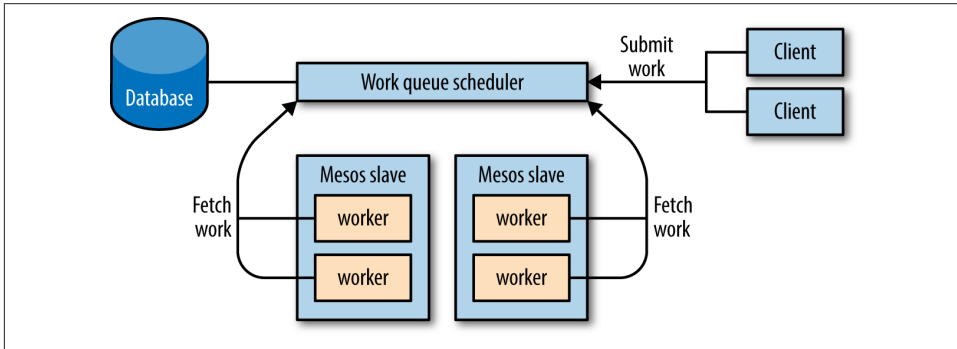 Database
Work queue scheduler
Submit
work
Client
Client
Fetch
work
Mesos slave
worker
worker
Mesos slave
worker
worker
Fetch
work